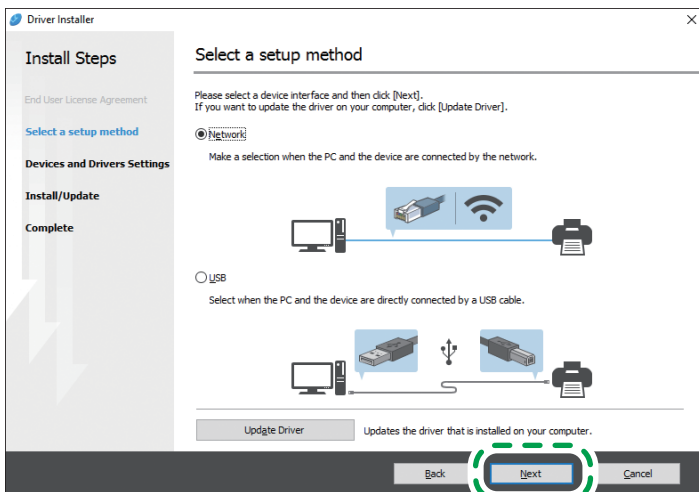 Driver Installer
Install Steps
End User License Agreement
Select a setup method
Devices and Drivers Settings
Install/Update
Complete
Select a setup method
Please select a device interface and then click [Next].
If you want to update the driver on your computer, click [Update Driver].
Network
Make a selection when the PC and the device are connected by the network.
USB
Select when the PC and the device are directly connected by a USB cable.
Update Driver
Updates the driver that is installed on your computer.
Back
Next
Cancel